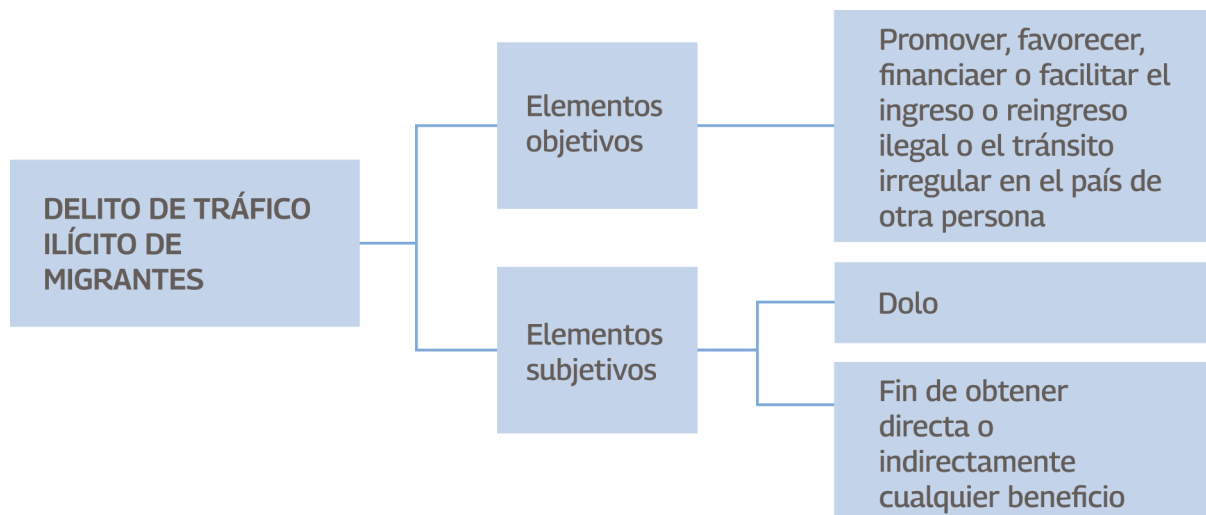 DELITO DE TRÁFICO
ILÍCITO DE
MIGRANTES
Elementos
objetivos
Promover, favorecer,
financiaer o facilitar el
ingreso o reingreso
ilegal o el tránsito
irregular en el país de
otra persona
Elementos
subjetivos
Dolo
Fin de obtener
directa o
indirectamente
cualquier beneficio